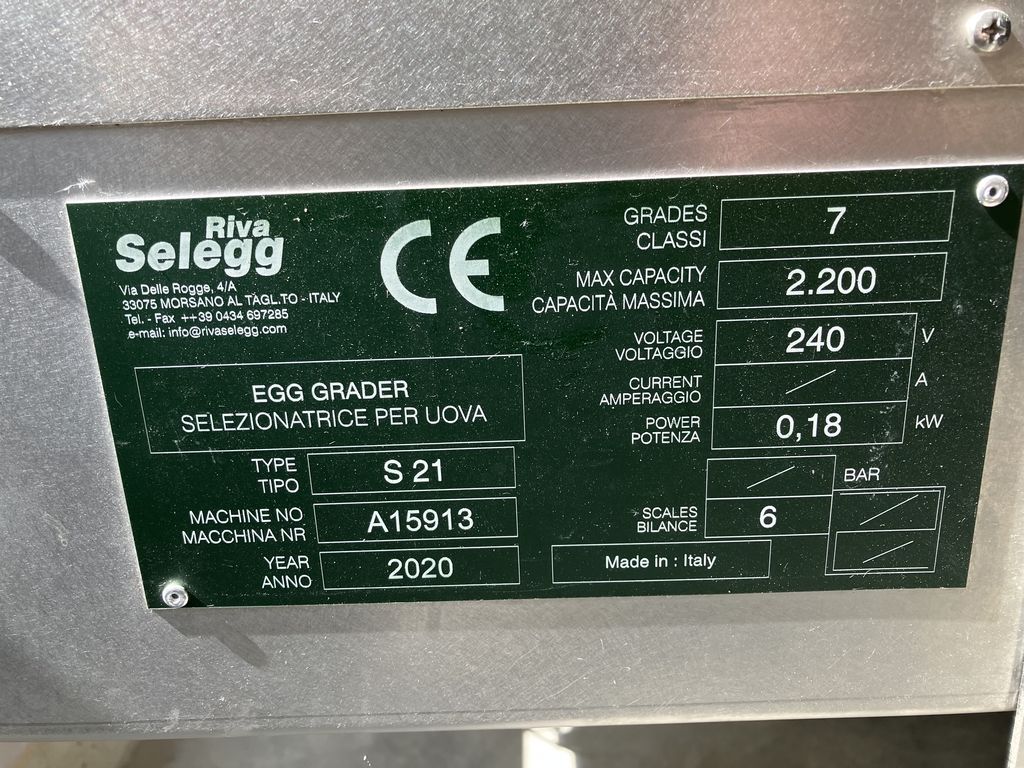 Riva
Selegg
Via Delle Rogge, 4/A
33075 MORSANO AL TAGL.TO - ITALY
Tel. - Fax ++39 0434 697285
e-mail: info@rivaselegg.com
CE
EGG GRADER
SELEZIONATRICE PER UOVA
TYPE
TIPO
S 21
MACHINE NO
MACCHINA NR
A15913
YEAR
ANNO
2020
GRADES
CLASSI
7
MAX CAPACITY
CAPACITÀ MASSIMA
2.200
VOLTAGE
VOLTAGGIO
240 V
CURRENT
AMPERAGGIO
/ A
POWER
POTENZA
0,18 kW
/ BAR
SCALES
BILANCE
6
/
/
Made in : Italy